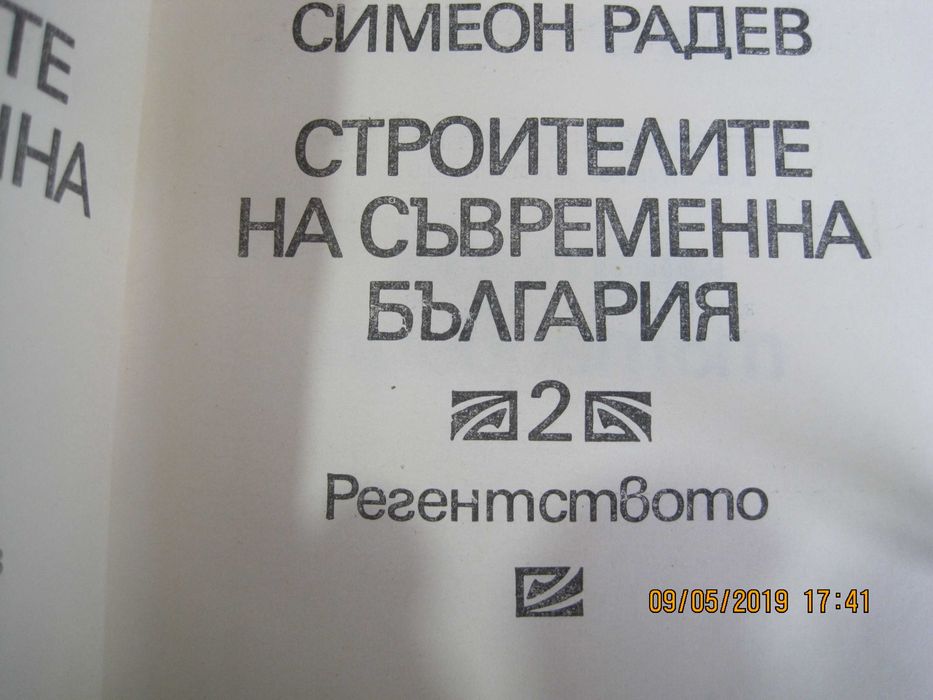 СИМЕОН РАДЕВ
СТРОИТЕЛИТЕ
НА СЪВРЕМЕННА
БЪЛГАРИЯ
2
Регентството
09/05/2019 17:41